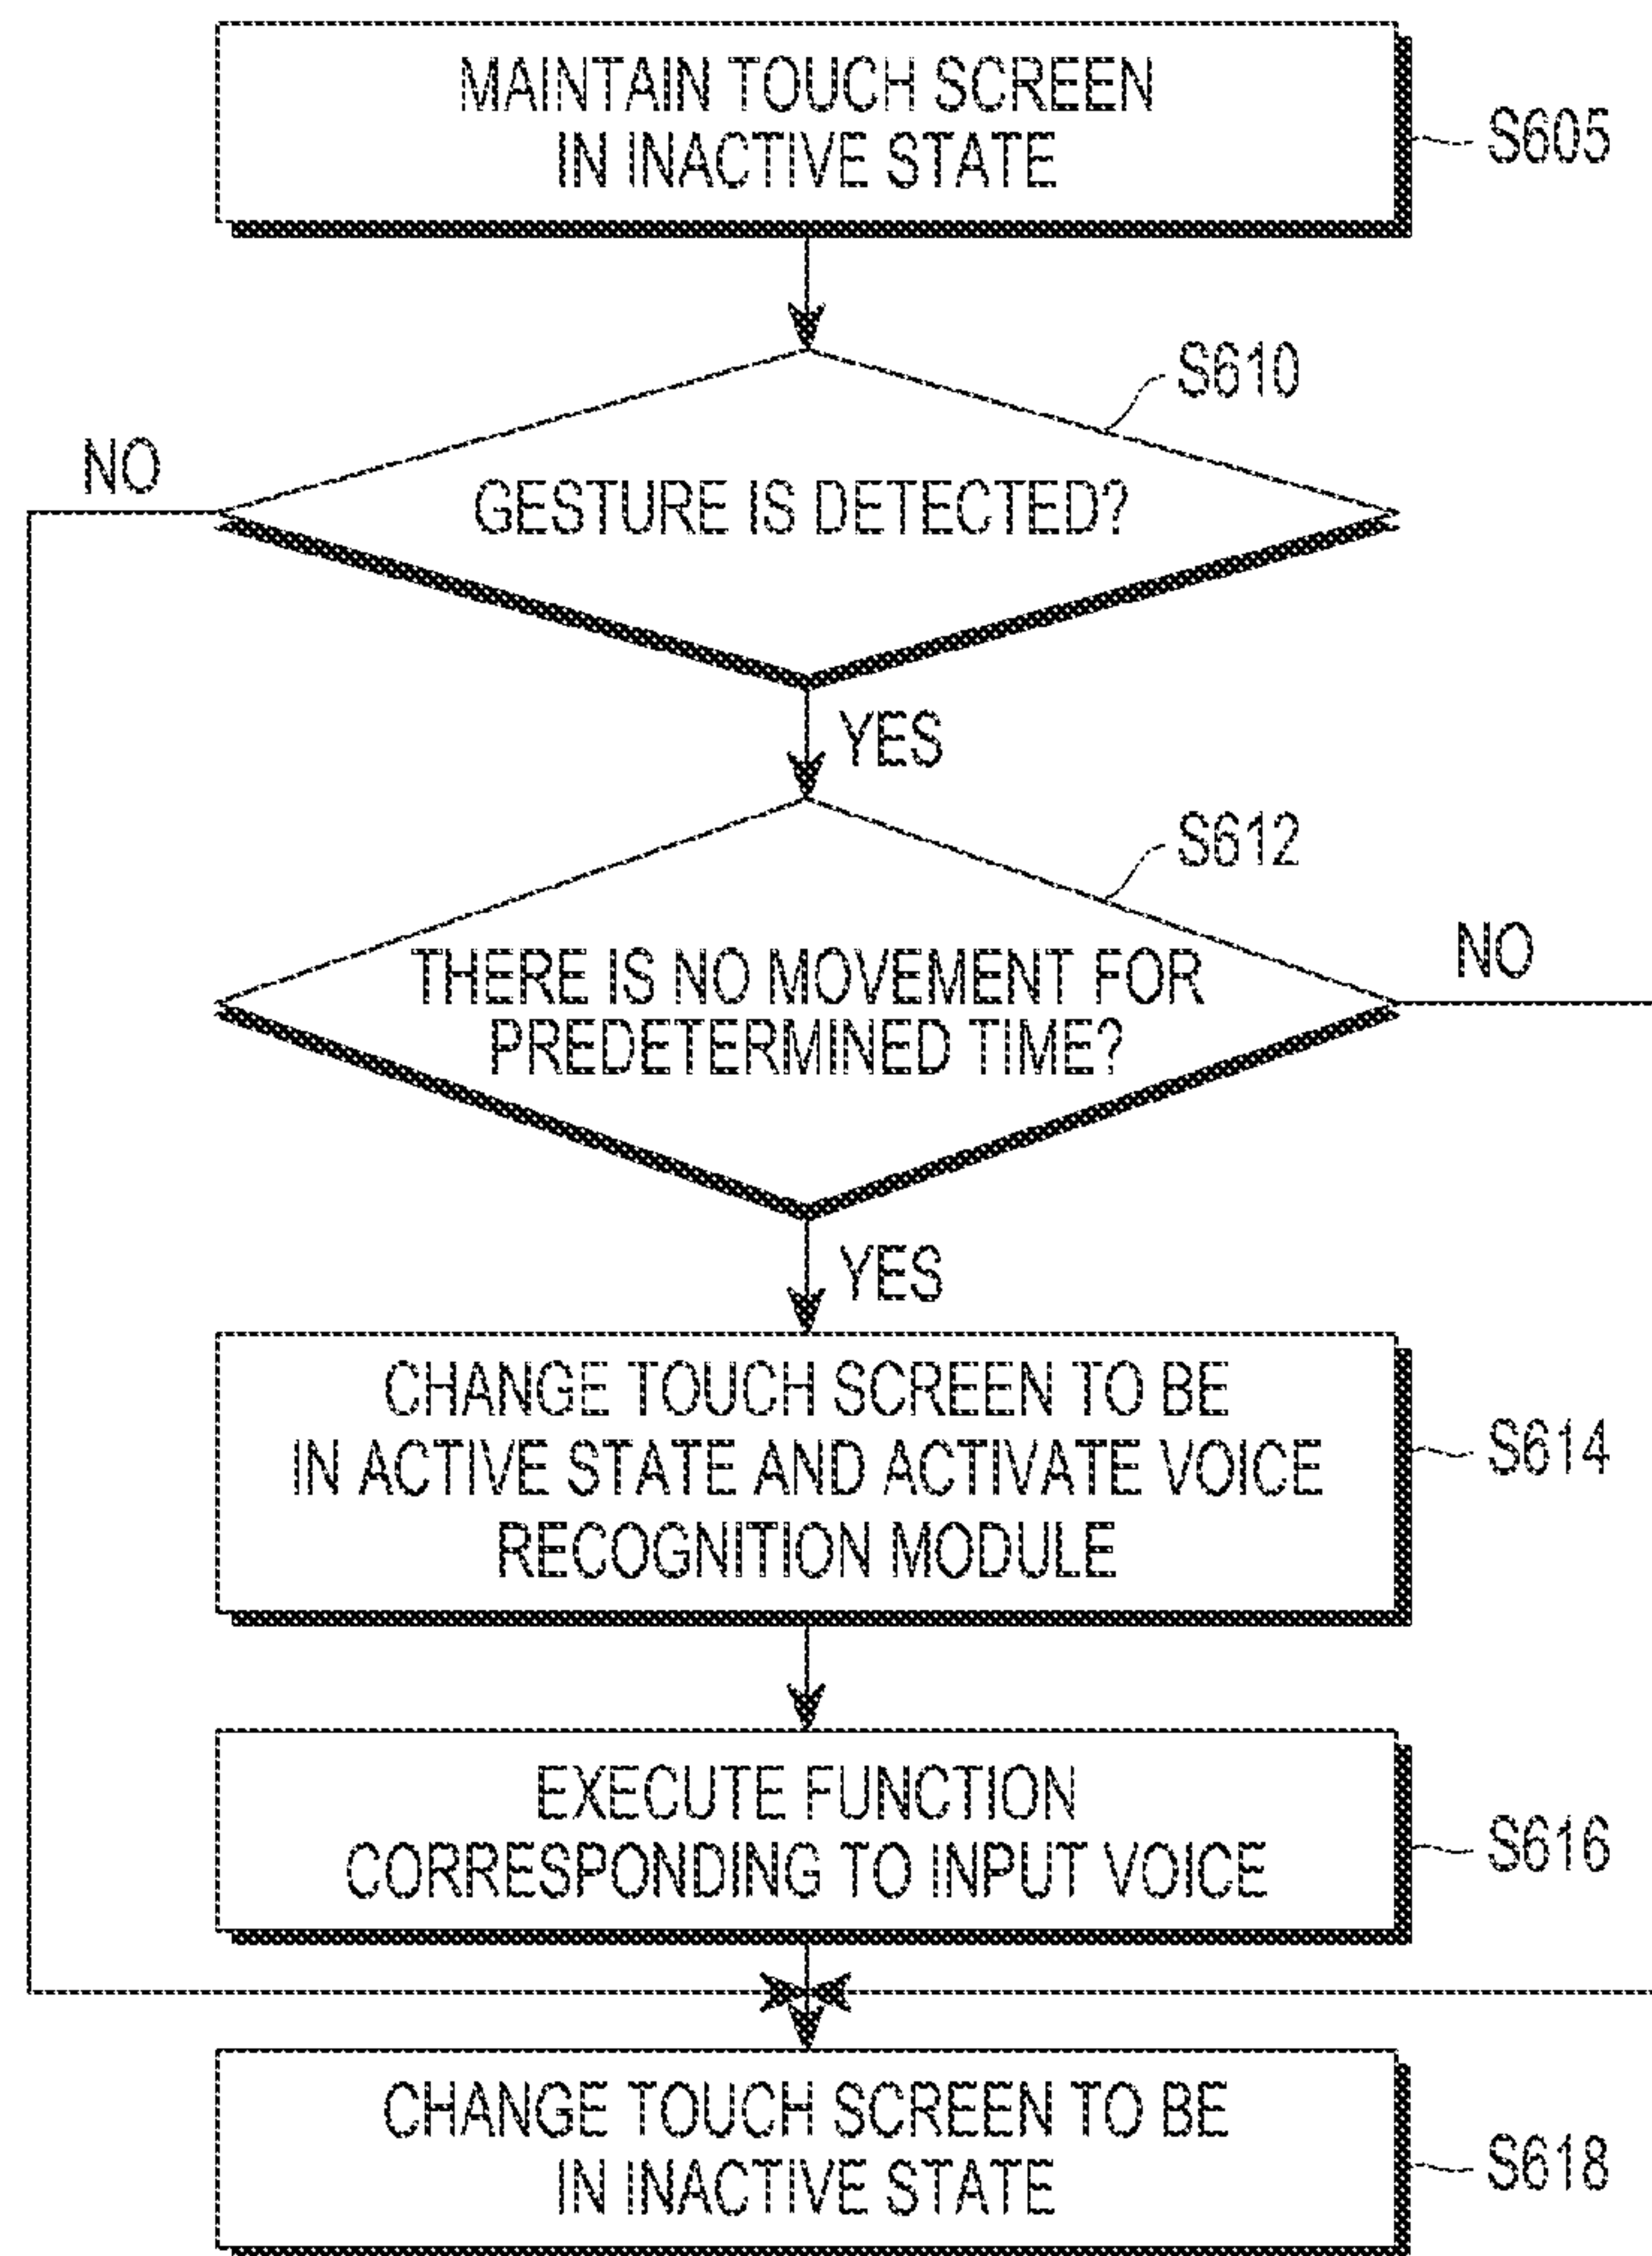 MAINTAIN TOUCH SCREEN
IN INACTIVE STATE
S605
S610
NO
GESTURE IS DETECTED?
YES
S612
NO
THERE IS NO MOVEMENT FOR
PREDETERMINED TIME?
YES
CHANGE TOUCH SCREEN TO BE
IN ACTIVE STATE AND ACTIVATE VOICE
RECOGNITION MODULE
S614
EXECUTE FUNCTION
CORRESPONDING TO INPUT VOICE
S616
CHANGE TOUCH SCREEN TO BE
IN INACTIVE STATE
S618